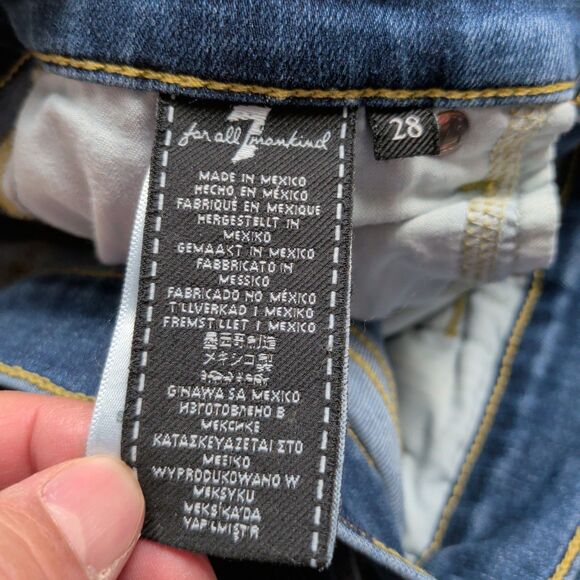 7
for all mankind
28
MADE IN MEXICO
HECHO EN MÉXICO
FABRIQUÉ EN MEXIQUE
HERGESTELLT IN
MEXIKO
GEMAAKT IN MEXICO
FABBRICATO IN
MESSICO
FABRICADO NO MÉXICO
TILLVERKAD I MEXIKO
FREMSTILLET I MEXICO
墨西哥制造
メキシコ製
GINAWA SA MEXICO
ИЗГОТОВЛЕНО В
МЕКСИКЕ
ΚΑΤΑΣΚΕΥΑΖΕΤΑΙ ΣΤΟ
ΜΕΞΙΚΟ
WYPRODUKOWANO W
MEKSYKU
MEKSİKA'DA
YAPILMIŞTIR